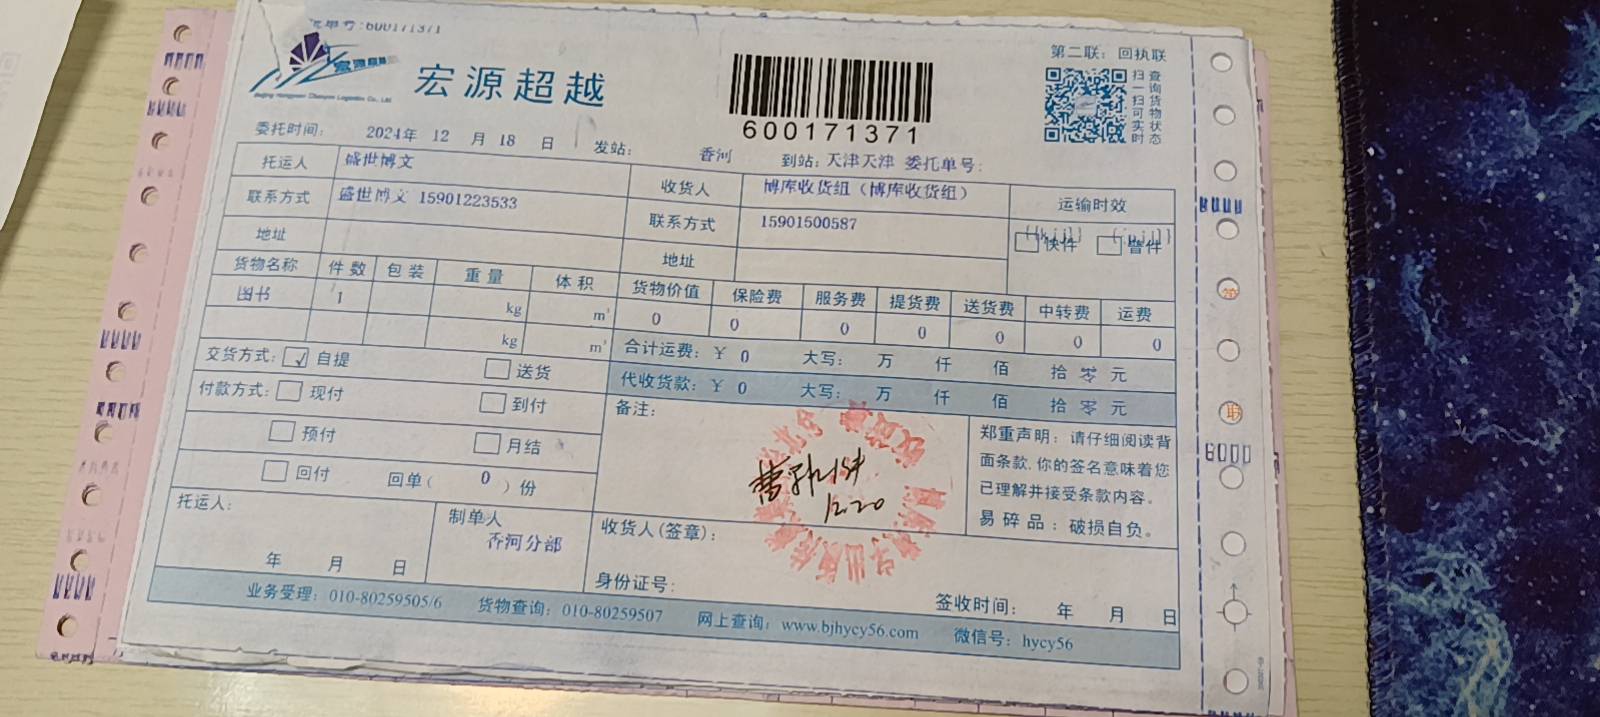 单号:600171371
宏源超越
600171371
第二联: 回执联
扫一扫可实时
查询货物状态
委托时间: 2024年 12 月 18 日 发站: 香河 到站: 天津天津 委托单号:
托运人 盛世博文 收货人 博库收货组（博库收货组） 运输时效
联系方式 盛世博文 15901223533 联系方式 15901500587
快件 普件
地址 地址
货物名称 件数 包装 重量 体积 货物价值 保险费 服务费 提货费 送货费 中转费 运费
图书 1 kg m³ 0 0 0 0 0 0 0
kg m³ 合计运费: ¥ 0 大写: 万 仟 佰 拾 零 元
交货方式: ✓ 自提 送货 代收货款: ¥ 0 大写: 万 仟 佰 拾 零 元
付款方式: 现付 到付 备注:
预付 月结
回付 回单( 0 )份
郑重声明: 请仔细阅读背
面条款,你的签名意味着您
已理解并接受条款内容。
易碎品: 破损自负。
12.20
托运人: 制单人 收货人(签章):
香河分部
年 月 日 身份证号: 签收时间: 年 月 日
业务受理: 010-80259505/6 货物查询: 010-80259507 网上查询: www.bjhycy56.com 微信号: hycy56